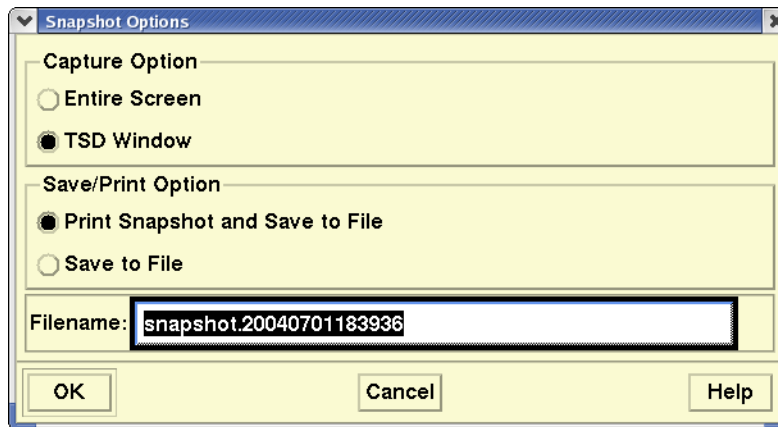 Snapshot Options
Capture Option
Entire Screen
TSD Window
Save/Print Option
Print Snapshot and Save to File
Save to File
Filename: snapshot.20040701183936
OK Cancel Help